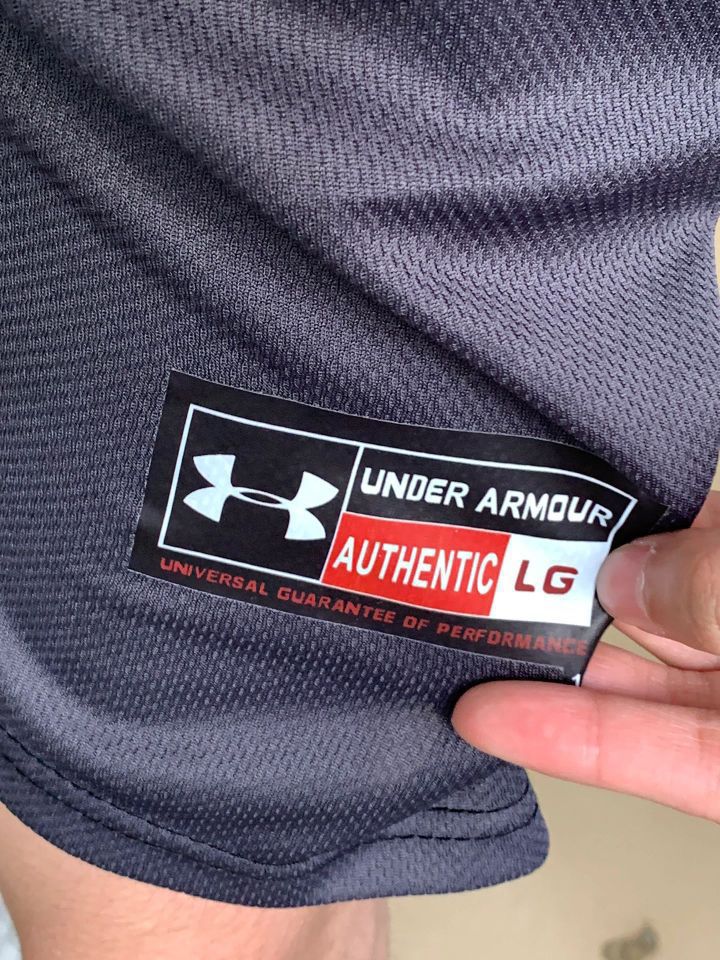 UNDER ARMOUR
AUTHENTIC LG
UNIVERSAL GUARANTEE OF PERFORMANCE